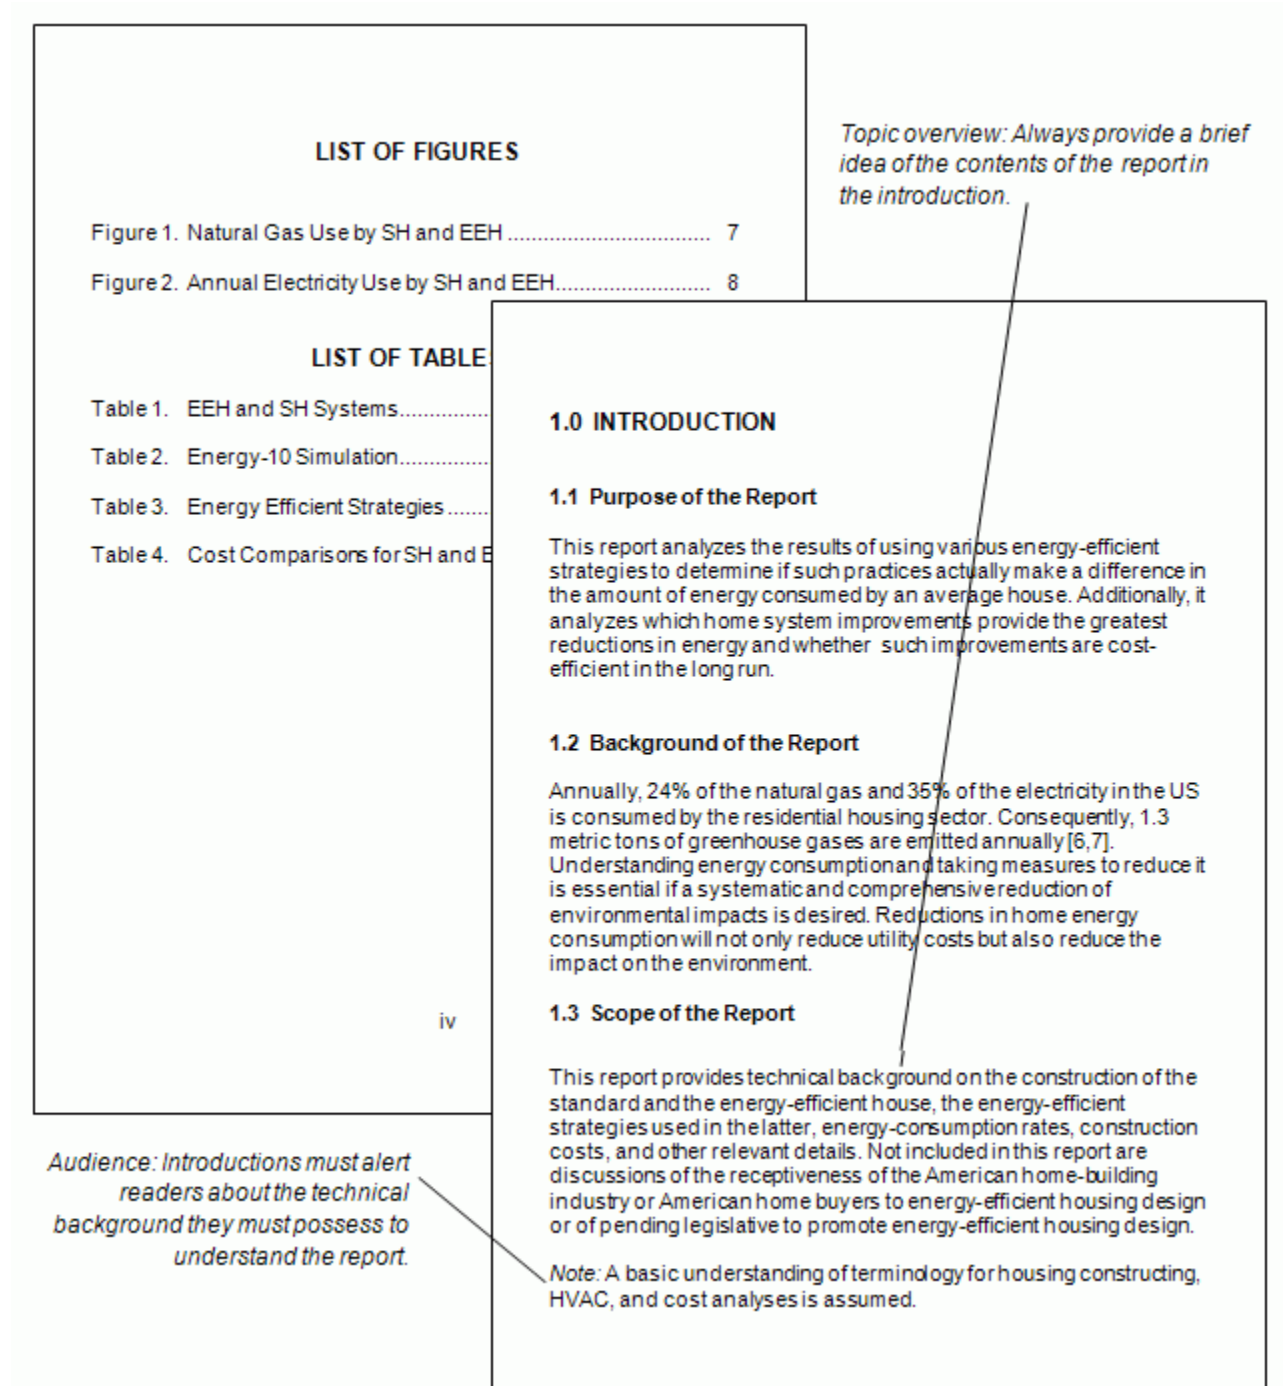 LIST OF FIGURES
Figure 1. Natural Gas Use by SH and EEH .................................. 7
Figure 2. Annual Electricity Use by SH and EEH.......................... 8
LIST OF TABLE
Table 1. EEH and SH Systems...............
Table 2. Energy-10 Simulation...............
Table 3. Energy Efficient Strategies .......
Table 4. Cost Comparisons for SH and E
iv
Topic overview: Always provide a brief
idea of the contents of the report in
the introduction.
1.0 INTRODUCTION
1.1 Purpose of the Report
This report analyzes the results of using various energy-efficient
strategies to determine if such practices actually make a difference in
the amount of energy consumed by an average house. Additionally, it
analyzes which home system improvements provide the greatest
reductions in energy and whether such improvements are cost-
efficient in the long run.
1.2 Background of the Report
Annually, 24% of the natural gas and 35% of the electricity in the US
is consumed by the residential housing sector. Consequently, 1.3
metric tons of greenhouse gases are emitted annually [6,7].
Understanding energy consumption and taking measures to reduce it
is essential if a systematic and comprehensive reduction of
environmental impacts is desired. Reductions in home energy
consumption will not only reduce utility costs but also reduce the
impact on the environment.
1.3 Scope of the Report
This report provides technical background on the construction of the
standard and the energy-efficient house, the energy-efficient
strategies used in the latter, energy-consumption rates, construction
costs, and other relevant details. Not included in this report are
discussions of the receptiveness of the American home-building
industry or American home buyers to energy-efficient housing design
or of pending legislative to promote energy-efficient housing design.
Note: A basic understanding of terminology for housing constructing,
HVAC, and cost analyses is assumed.
Audience: Introductions must alert
readers about the technical
background they must possess to
understand the report.